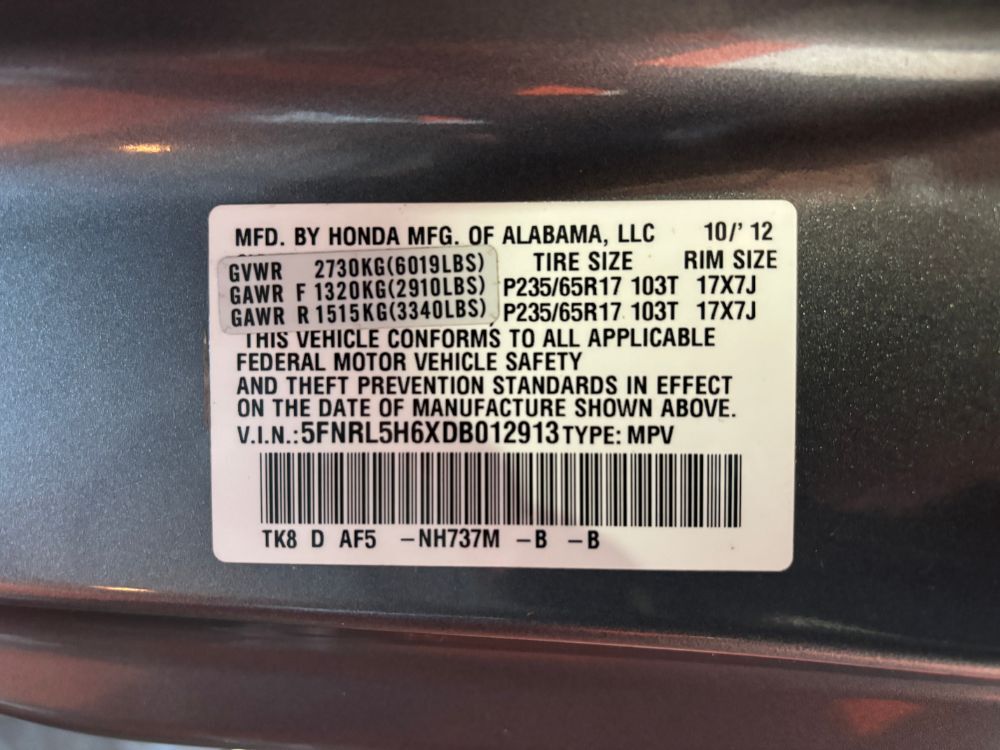 MFD. BY HONDA MFG. OF ALABAMA, LLC 10/' 12
TIRE SIZE RIM SIZE
GVWR 2730KG(6019LBS)
GAWR F 1320KG(2910LBS) P235/65R17 103T 17X7J
GAWR R 1515KG(3340LBS) P235/65R17 103T 17X7J
THIS VEHICLE CONFORMS TO ALL APPLICABLE
FEDERAL MOTOR VEHICLE SAFETY
AND THEFT PREVENTION STANDARDS IN EFFECT
ON THE DATE OF MANUFACTURE SHOWN ABOVE.
V.I.N.: 5FNRL5H6XDB012913 TYPE: MPV
TK8 D AF5 -NH737M -B -B